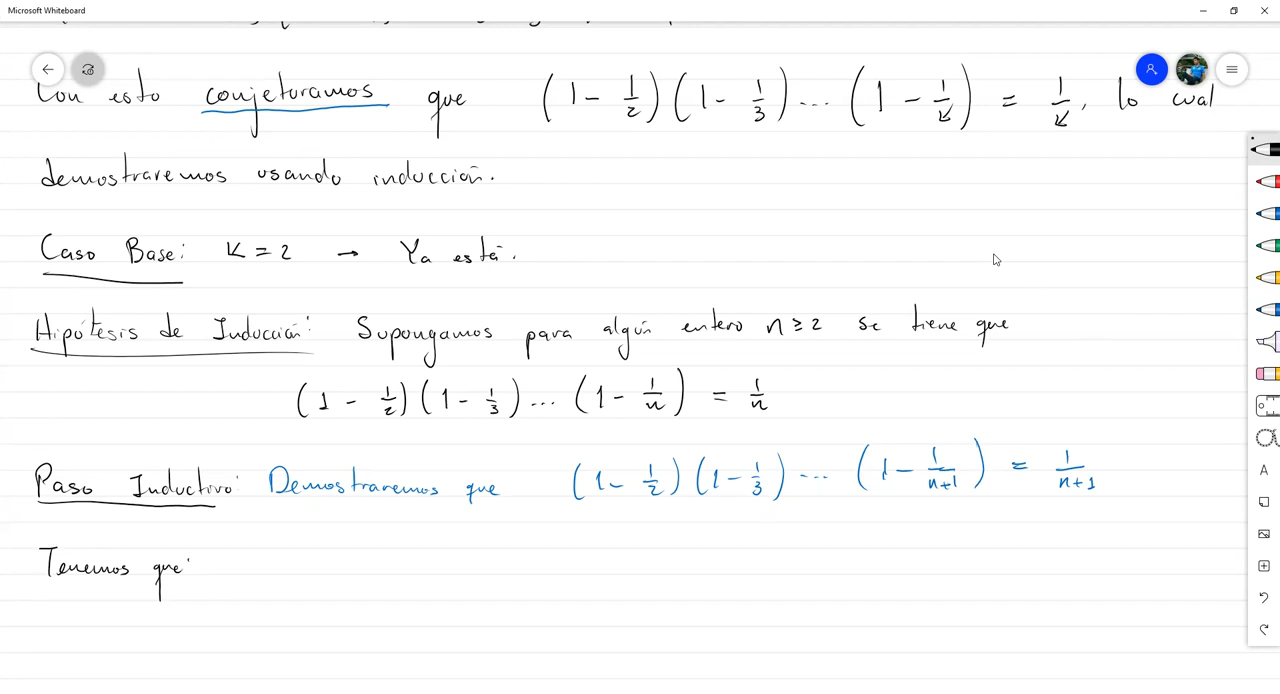 Microsoft Whiteboard
Con esto conjeturamos que (1 - 1/2)(1 - 1/3)...(1 - 1/k) = 1/k, lo cual
demostraremos usando inducción.
Caso Base: k = 2 → Ya está.
Hipótesis de Inducción: Supongamos para algún entero n ≥ 2 se tiene que
(1 - 1/2)(1 - 1/3)...(1 - 1/n) = 1/n
Paso Inductivo: Demostraremos que (1 - 1/2)(1 - 1/3)...(1 - 1/(n+1)) = 1/(n+1)
Tenemos que: